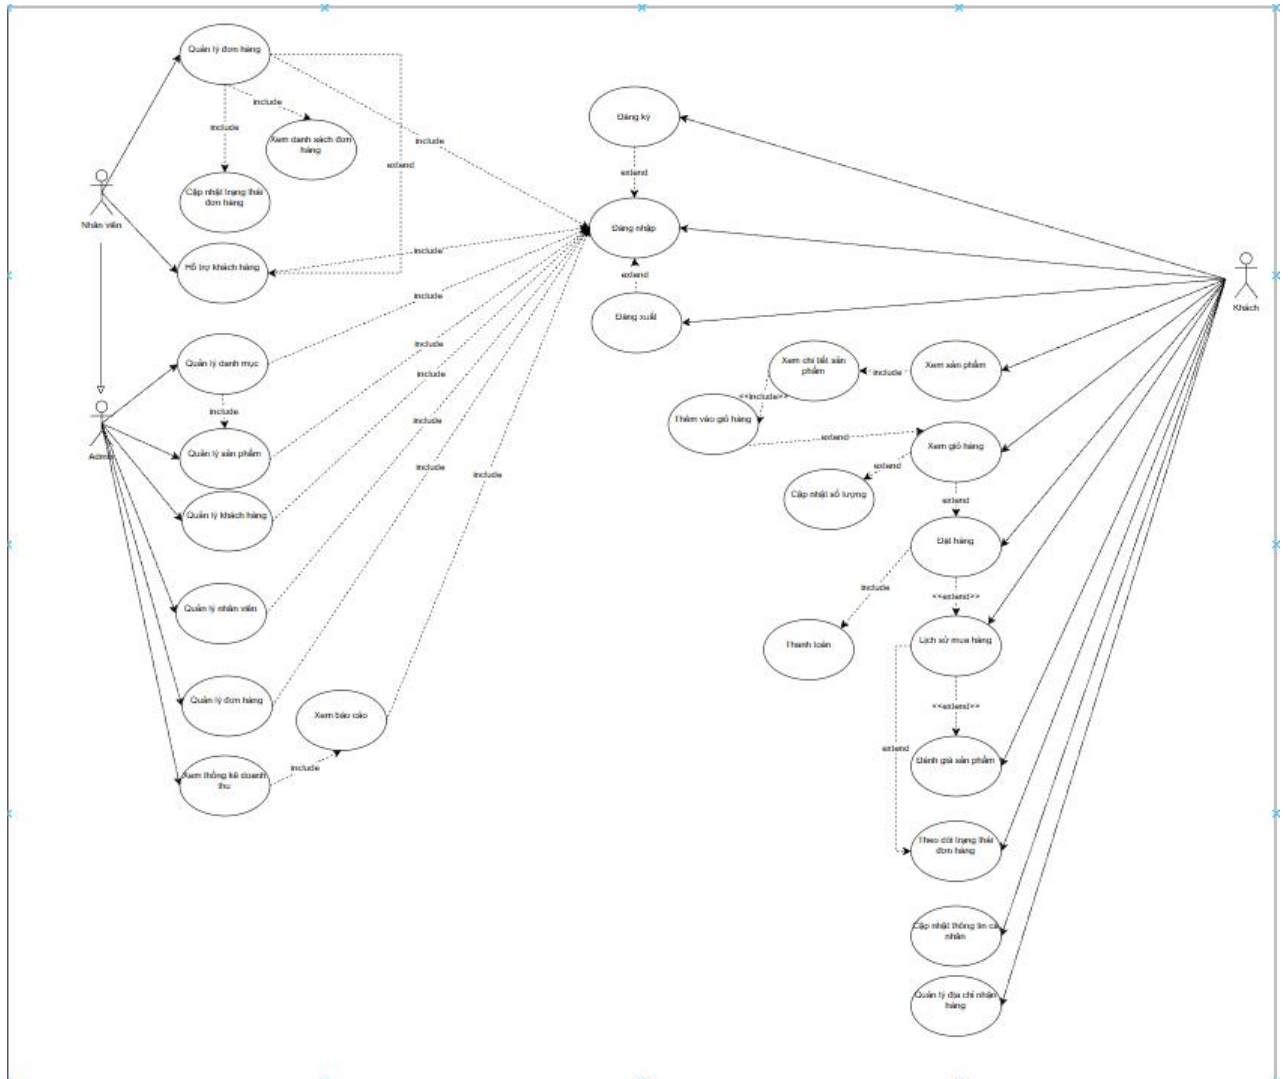 Quản lý đơn hàng
include
include
Xem danh sách đơn
hàng
include
extend
Cập nhật trạng thái
đơn hàng
Nhân viên
Hỗ trợ khách hàng
include
include
Quản lý danh mục
include
include
include
Quản lý sản phẩm
Admin
include
include
include
Quản lý khách hàng
Quản lý nhân viên
Quản lý đơn hàng
Xem báo cáo
include
Xem thống kê doanh
thu
Đăng ký
extend
Đăng nhập
extend
Đăng xuất
Khách
Xem chi tiết sản
phẩm
include
Xem sản phẩm
<<include>>
Thêm vào giỏ hàng
extend
Xem giỏ hàng
extend
Cập nhật số lượng
extend
Đặt hàng
include
<<extend>>
Thanh toán
Lịch sử mua hàng
<<extend>>
extend
Đánh giá sản phẩm
Theo dõi trạng thái
đơn hàng
Cập nhật thông tin cá
nhân
Quản lý địa chỉ nhận
hàng